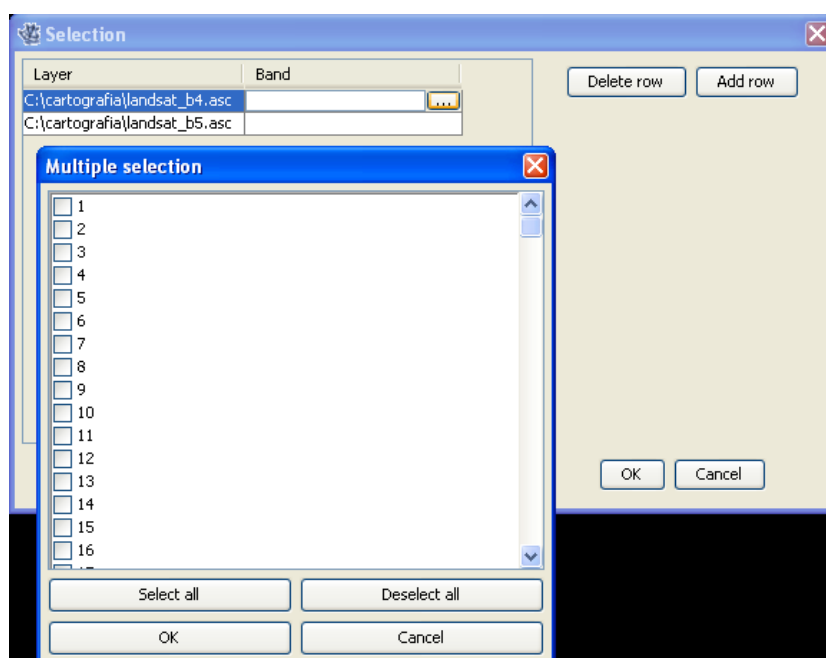 Selection
Layer Band
Delete row Add row
C:\cartografia\landsat_b4.asc ...
C:\cartografia\landsat_b5.asc
Multiple selection
1
2
3
4
5
6
7
8
9
10
11
12
13
14
15
16
OK Cancel
Select all Deselect all
OK Cancel